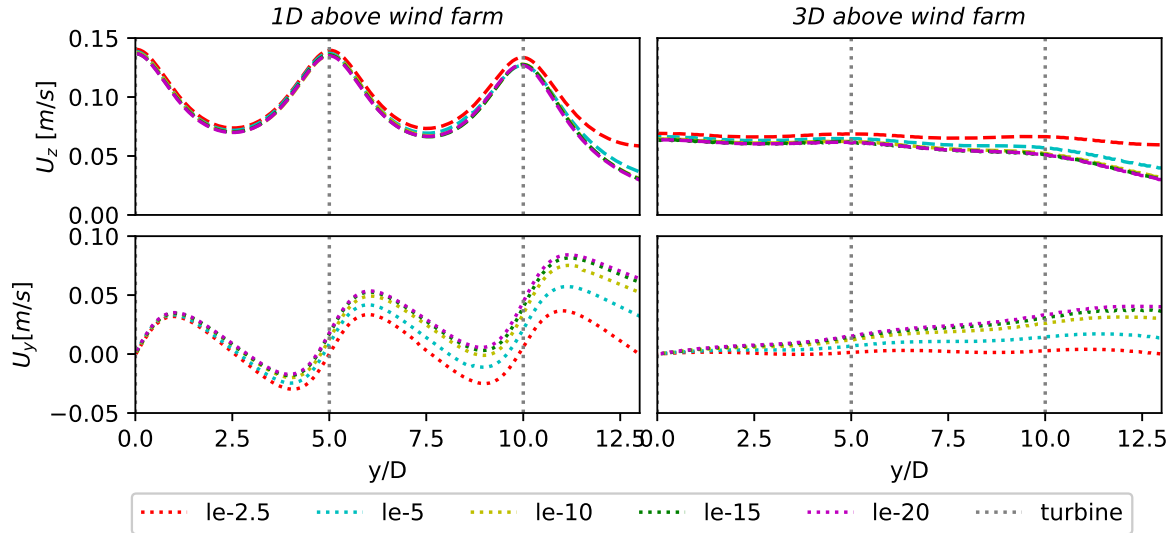 1D above wind farm 3D above wind farm
U_z [m/s]
0.15
0.10
0.05
0.00
U_y[m/s]
0.10
0.05
0.00
−0.05
0.0 2.5 5.0 7.5 10.0 12.5 0.0 2.5 5.0 7.5 10.0 12.5
y/D y/D
le-2.5 le-5 le-10 le-15 le-20 turbine